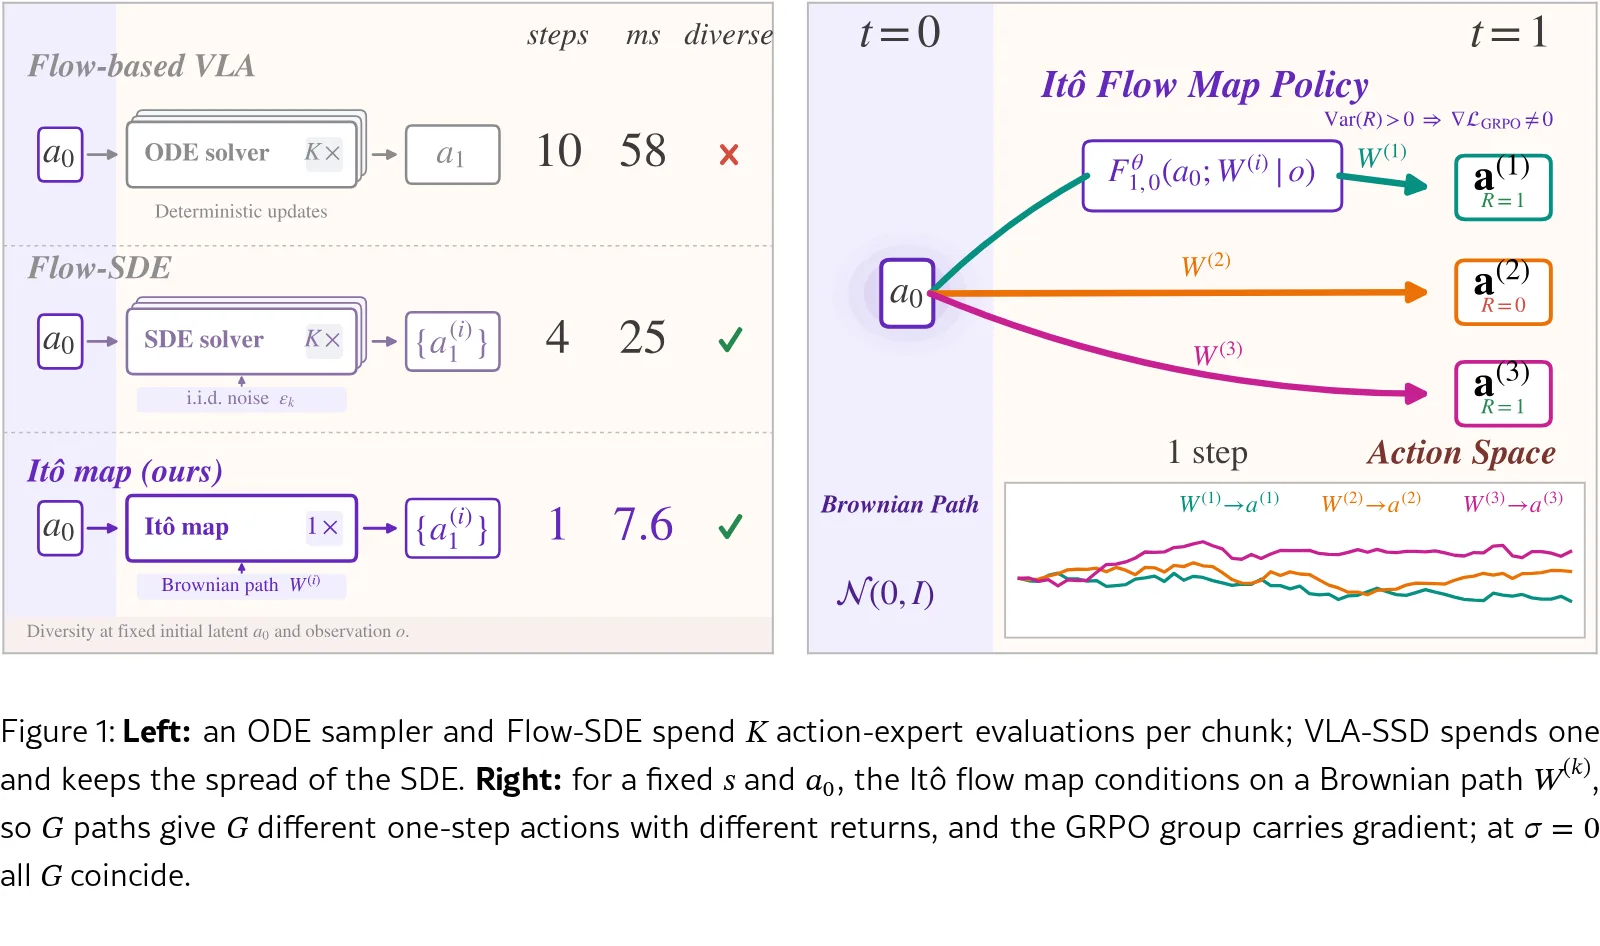 steps ms diverse
Flow-based VLA
a₀ ODE solver K× a₁ 10 58 ✗
Deterministic updates
Flow-SDE
a₀ SDE solver K× {a₁⁽ⁱ⁾} 4 25 ✓
i.i.d. noise εₖ
Itô map (ours)
a₀ Itô map 1× {a₁⁽ⁱ⁾} 1 7.6 ✓
Brownian path W⁽ⁱ⁾
Diversity at fixed initial latent a₀ and observation o.
t = 0 t = 1
Itô Flow Map Policy
Var(R) > 0 ⇒ ∇ℒ_GRPO ≠ 0
F^θ_{1,0}(a₀; W⁽ⁱ⁾ | o) W⁽¹⁾ a⁽¹⁾
R = 1
a₀ W⁽²⁾ a⁽²⁾
R = 0
W⁽³⁾ a⁽³⁾
R = 1
1 step Action Space
Brownian Path W⁽¹⁾→a⁽¹⁾ W⁽²⁾→a⁽²⁾ W⁽³⁾→a⁽³⁾
𝒩(0, I)
Figure 1: Left: an ODE sampler and Flow-SDE spend K action-expert evaluations per chunk; VLA-SSD spends one
and keeps the spread of the SDE. Right: for a fixed s and a₀, the Itô flow map conditions on a Brownian path W⁽ᵏ⁾,
so G paths give G different one-step actions with different returns, and the GRPO group carries gradient; at σ = 0
all G coincide.